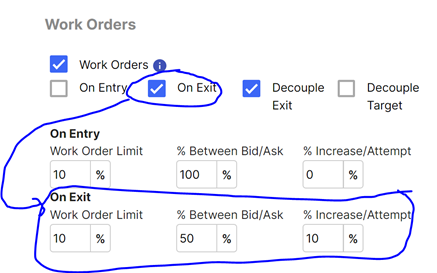 Work Orders
Work Orders i
On Entry On Exit Decouple Exit Decouple Target
On Entry
Work Order Limit % Between Bid/Ask % Increase/Attempt
10 % 100 % 0 %
On Exit
Work Order Limit % Between Bid/Ask % Increase/Attempt
10 % 50 % 10 %